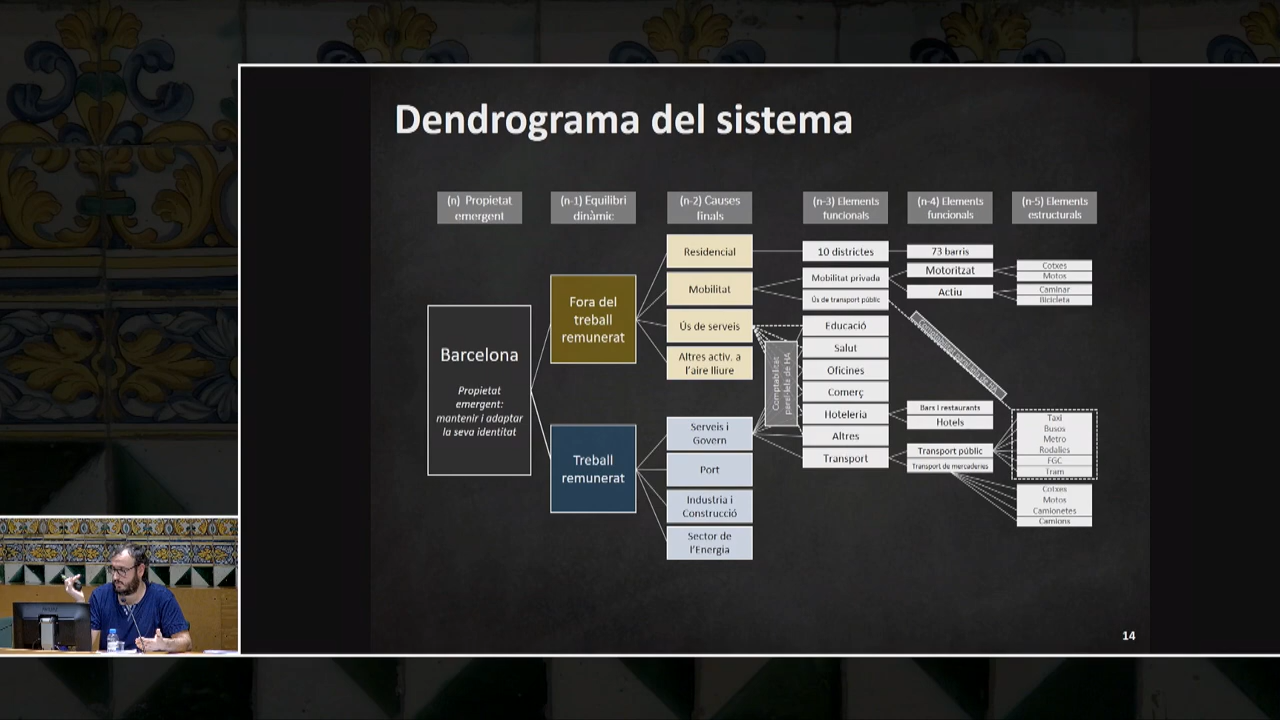 Dendrograma del sistema
(n) Propietat
emergent
(n-1) Equilibri
dinàmic
(n-2) Causes
finals
(n-3) Elements
funcionals
(n-4) Elements
funcionals
(n-5) Elements
estructurals
Barcelona
Propietat
emergent:
mantenir i adaptar
la seva identitat
Fora del
treball
remunerat
Treball
remunerat
Residencial
Mobilitat
Ús de serveis
Altres activ. a
l'aire lliure
Serveis i
Govern
Port
Industria i
Construcció
Sector de
l'Energia
Comptabilitat
paral·lela de HA
10 districtes
Mobilitat privada
Ús de transport públic
Educació
Salut
Oficines
Comerç
Hoteleria
Altres
Transport
73 barris
Motoritzat
Actiu
Bars i restaurants
Hotels
Transport públic
Transport de mercaderies
Cotxes
Motos
Caminar
Bicicleta
Taxi
Busos
Metro
Rodalies
FGC
Tram
Cotxes
Motos
Camionetes
Camions
14